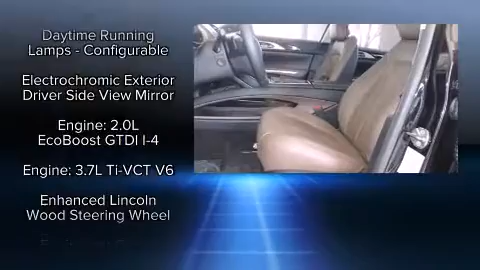 Daytime Running
Lamps - Configurable
Electrochromic Exterior
Driver Side View Mirror
Engine: 2.0L
EcoBoost GTDI I-4
Engine: 3.7L Ti-VCT V6
Enhanced Lincoln
Wood Steering Wheel